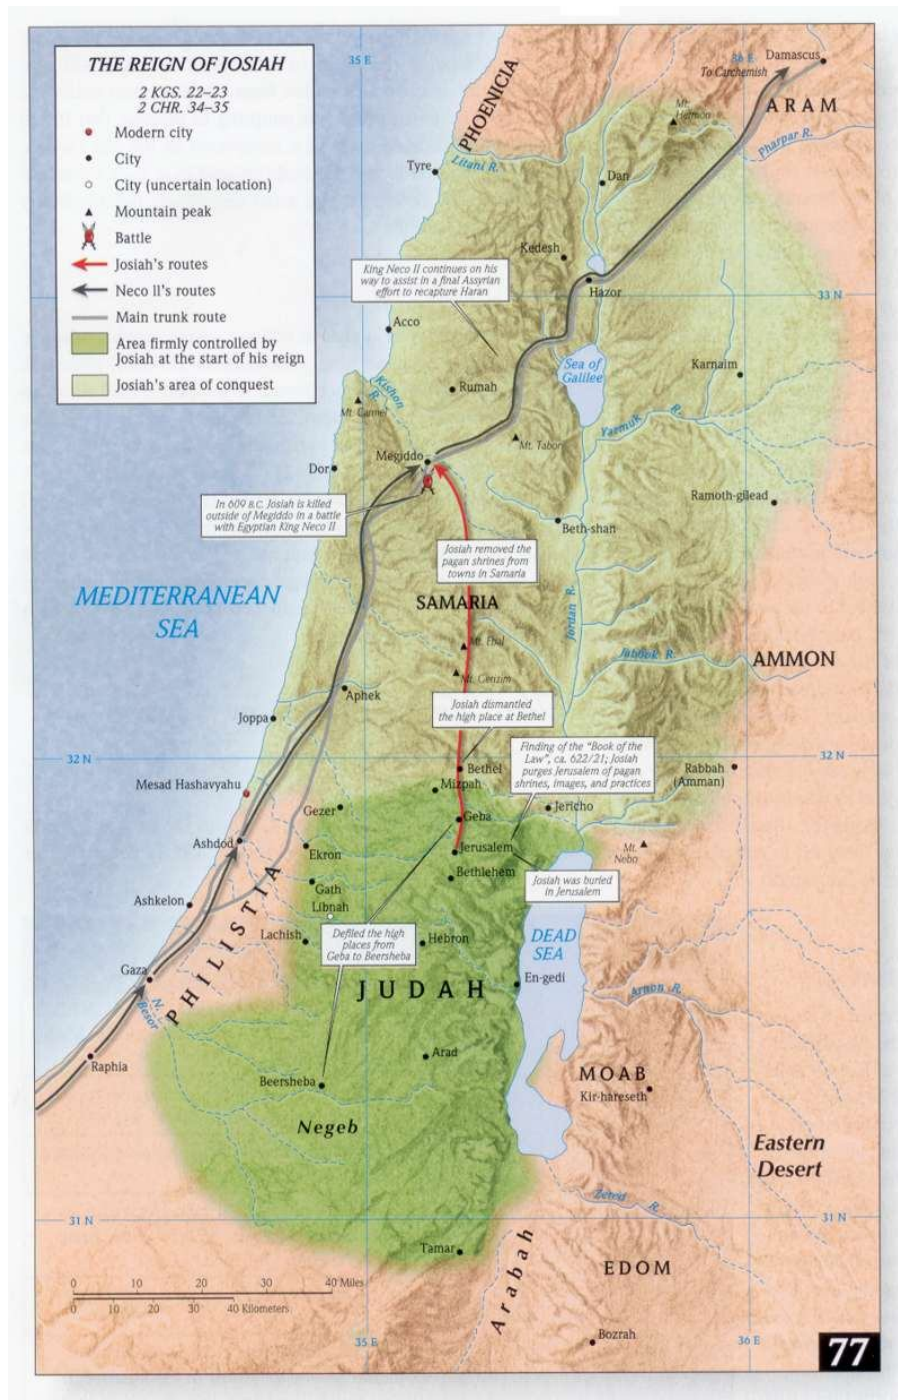 THE REIGN OF JOSIAH
2 KGS. 22–23
2 CHR. 34–35
Modern city
City
City (uncertain location)
Mountain peak
Battle
Josiah's routes
Neco II's routes
Main trunk route
Area firmly controlled by
Josiah at the start of his reign
Josiah's area of conquest
35 E
36 E
Damascus
To Carchemish
ARAM
Mt.
Hermon
Pharpar R.
PHOENICIA
Litani R.
Tyre
Dan
Kedesh
King Neco II continues on his
way to assist in a final Assyrian
effort to recapture Haran
Hazor
33 N
Acco
Sea of
Galilee
Karnaim
Kishon
R.
Rumah
Mt. Carmel
Yarmuk R.
Mt. Tabor
Megiddo
Dor
Ramoth-gilead
In 609 B.C. Josiah is killed
outside of Megiddo in a battle
with Egyptian King Neco II
Beth-shan
Josiah removed the
pagan shrines from
towns in Samaria
MEDITERRANEAN
SEA
SAMARIA
Jordan R.
Mt. Ebal
Jabbok R.
AMMON
Mt. Gerizim
Aphek
Josiah dismantled
the high place at Bethel
Joppa
Finding of the "Book of the
Law", ca. 622/21; Josiah
purges Jerusalem of pagan
shrines, images, and practices
32 N
32 N
Bethel
Rabbah
(Amman)
Mizpah
Mesad Hashavyahu
Gezer
Jericho
Geba
Ashdod
Ekron
Jerusalem
Mt.
Nebo
Bethlehem
Gath
Josiah was buried
in Jerusalem
Ashkelon
Libnah
PHILISTIA
Lachish
Defiled the high
places from
Geba to Beersheba
Hebron
DEAD
SEA
Gaza
En-gedi
JUDAH
Arnon R.
N.
Besor
Raphia
Arad
Beersheba
MOAB
Kir-hareseth
Negeb
Eastern
Desert
Zered R.
31 N
31 N
Tamar
Arabah
EDOM
0 10 20 30 40 Miles
0 10 20 30 40 Kilometers
Bozrah
35 E
36 E
77